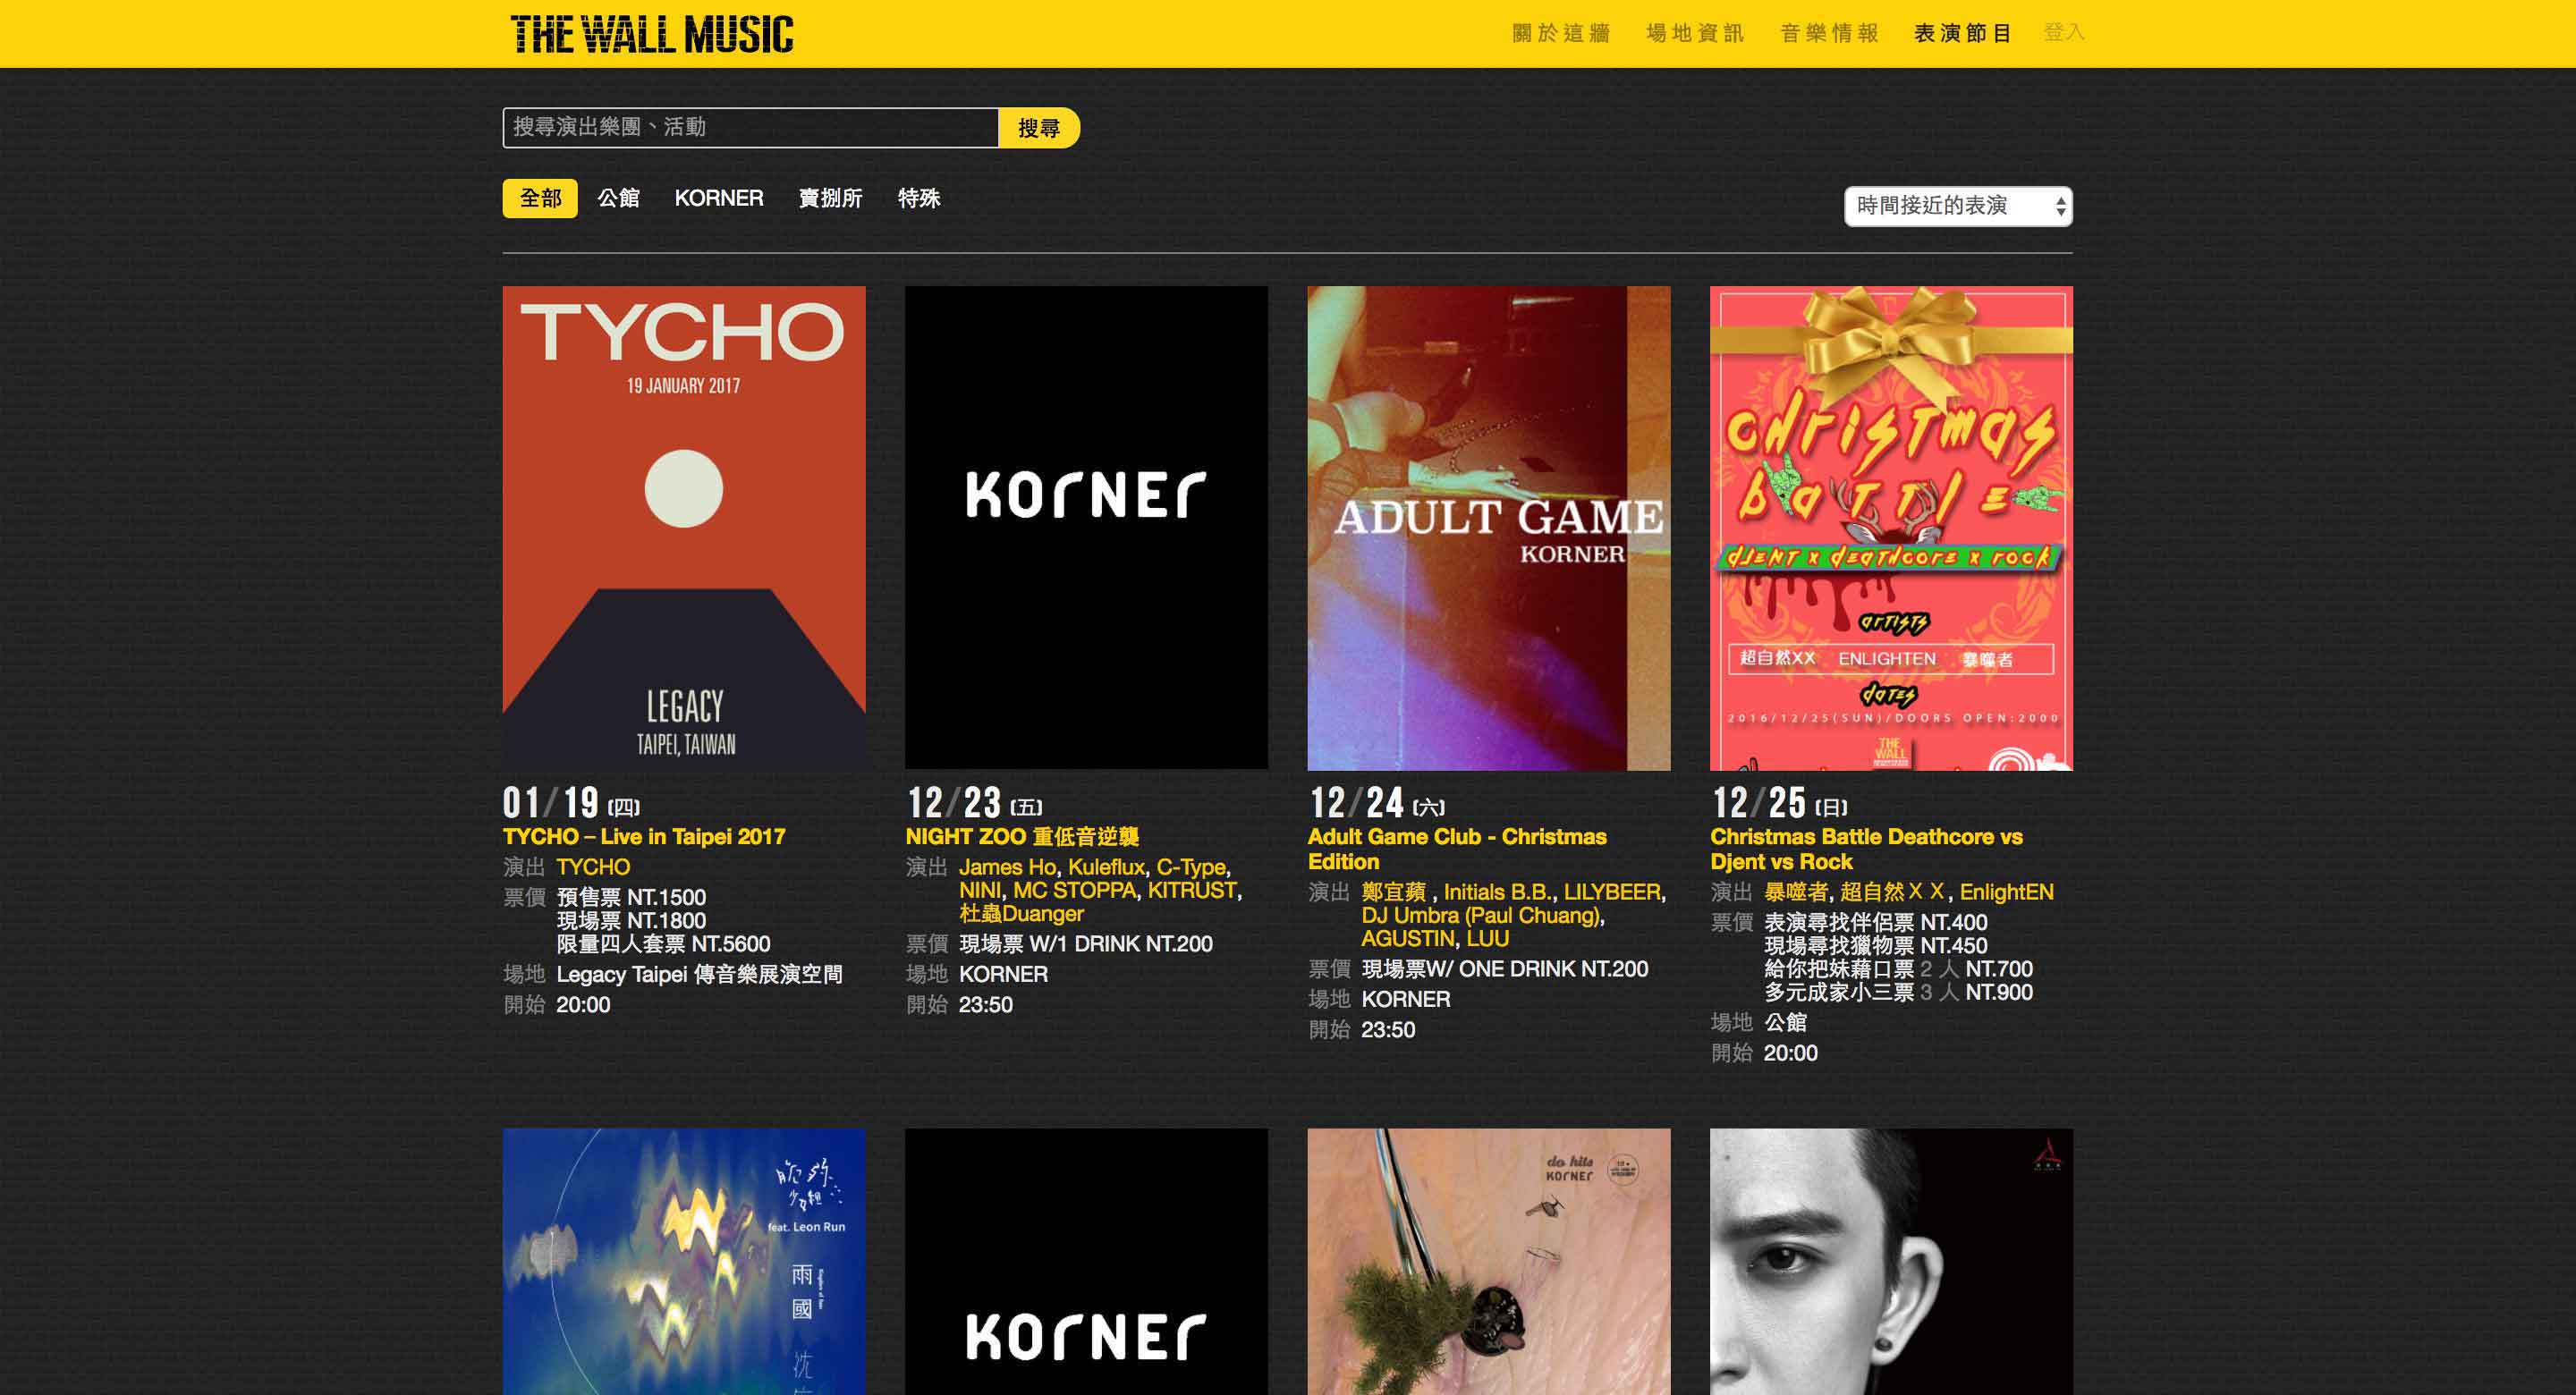 THE WALL MUSIC
關於這牆 場地資訊 音樂情報 表演節目 登入
搜尋演出樂團、活動 搜尋
全部 公館 KORNER 賣捌所 特殊
時間接近的表演
TYCHO
19 JANUARY 2017
LEGACY
TAIPEI, TAIWAN
01/19 (四)
TYCHO – Live in Taipei 2017
演出 TYCHO
票價 預售票 NT.1500
現場票 NT.1800
限量四人套票 NT.5600
場地 Legacy Taipei 傳音樂展演空間
開始 20:00
KORNER
12/23 (五)
NIGHT ZOO 重低音逆襲
演出 James Ho, Kuleflux, C-Type,
NINI, MC STOPPA, KITRUST,
杜蟲Duanger
票價 現場票 W/1 DRINK NT.200
場地 KORNER
開始 23:50
ADULT GAME
KORNER
12/24 (六)
Adult Game Club - Christmas
Edition
演出 鄭宜蘋 , Initials B.B., LILYBEER,
DJ Umbra (Paul Chuang),
AGUSTIN, LUU
票價 現場票W/ ONE DRINK NT.200
場地 KORNER
開始 23:50
christmas
battle
djent x deathcore x rock
artists
超自然XX ENLIGHTEN 暴噬者
dates
2016/12/25(SUN)/DOORS OPEN:2000
THE
WALL
12/25 (日)
Christmas Battle Deathcore vs
Djent vs Rock
演出 暴噬者, 超自然ＸＸ, EnlightEN
票價 表演尋找伴侶票 NT.400
現場尋找獵物票 NT.450
給你把妹藉口票 2 人 NT.700
多元成家小三票 3 人 NT.900
場地 公館
開始 20:00
feat. Leon Run
雨
國
KORNER
do hits
KORNER